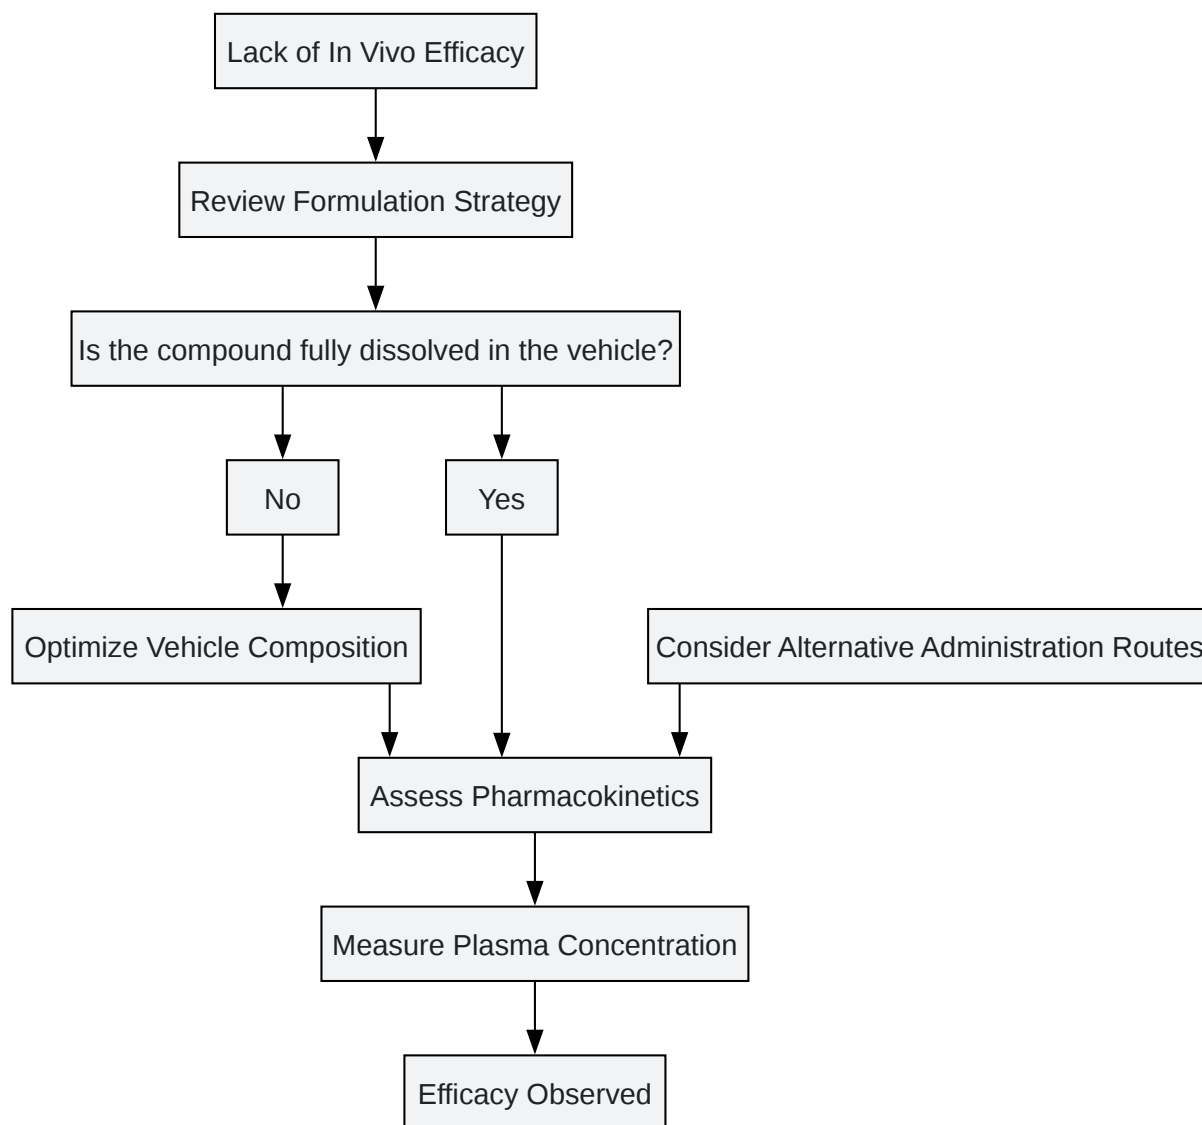 Lack of In Vivo Efficacy
Review Formulation Strategy
Is the compound fully dissolved in the vehicle?
No
Yes
Optimize Vehicle Composition
Consider Alternative Administration Routes
Assess Pharmacokinetics
Measure Plasma Concentration
Efficacy Observed